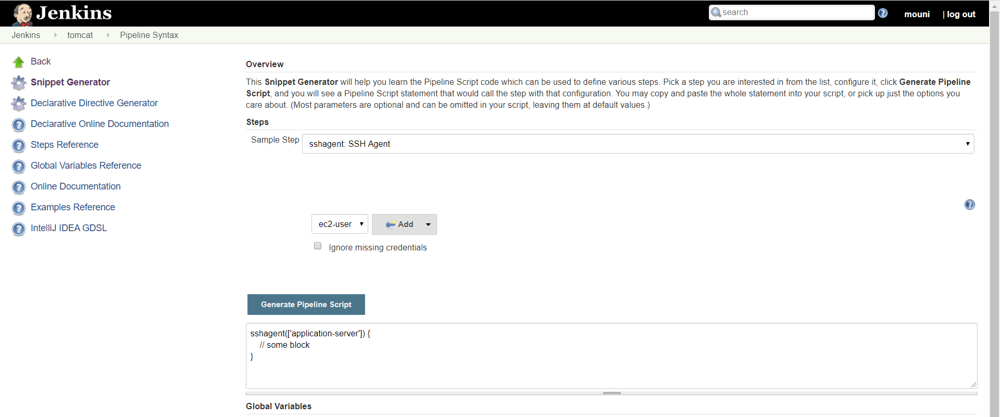 Jenkins
search
mouni
| log out
Jenkins
tomcat
Pipeline Syntax
Back
Snippet Generator
Declarative Directive Generator
Declarative Online Documentation
Steps Reference
Global Variables Reference
Online Documentation
Examples Reference
IntelliJ IDEA GDSL
Overview
This Snippet Generator will help you learn the Pipeline Script code which can be used to define various steps. Pick a step you are interested in from the list, configure it, click Generate Pipeline
Script, and you will see a Pipeline Script statement that would call the step with that configuration. You may copy and paste the whole statement into your script, or pick up just the options you
care about. (Most parameters are optional and can be omitted in your script, leaving them at default values.)
Steps
Sample Step
sshagent: SSH Agent
ec2-user
Add
Ignore missing credentials
Generate Pipeline Script
sshagent(['application-server']) {
// some block
}
Global Variables